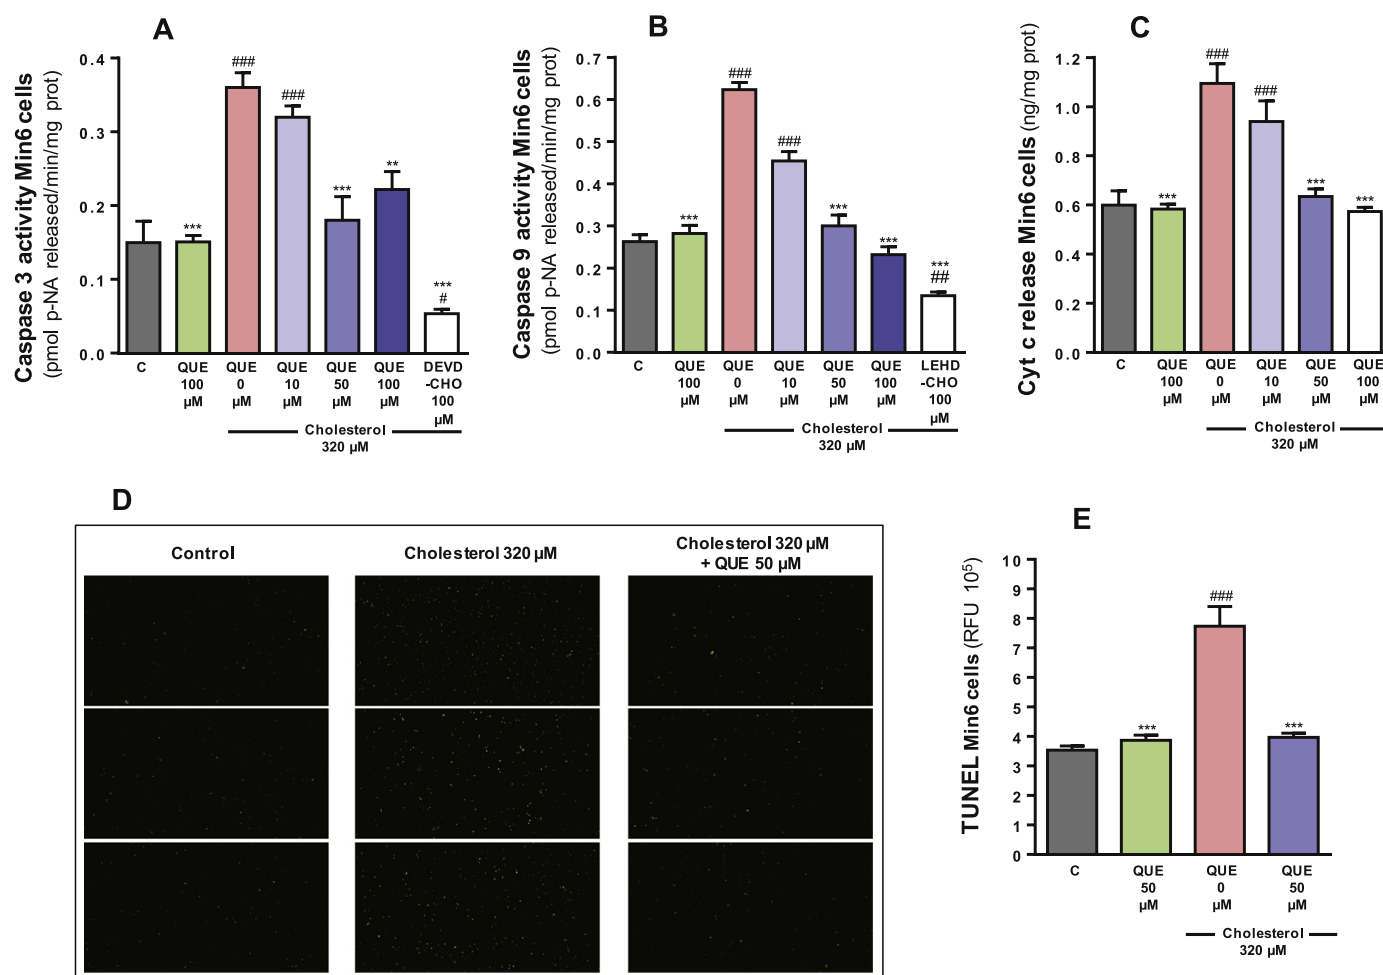 A
Caspase 3 activity Min6 cells
(pmol p-NA released/min/mg prot)
0.4
0.3
0.2
0.1
0.0
###
###
***
***
**
***
#
C
QUE 100 µM
QUE 0 µM
QUE 10 µM
QUE 50 µM
QUE 100 µM
DEVD -CHO 100 µM
Cholesterol
320 µM
B
Caspase 9 activity Min6 cells
(pmol p-NA released/min/mg prot)
0.7
0.6
0.5
0.4
0.3
0.2
0.1
0.0
###
###
***
***
***
***
##
C
QUE 100 µM
QUE 0 µM
QUE 10 µM
QUE 50 µM
QUE 100 µM
LEHD -CHO 100 µM
Cholesterol
320 µM
C
Cyt c release Min6 cells (ng/mg prot)
1.2
1.0
0.8
0.6
0.4
0.2
0.0
###
###
***
***
***
C
QUE 100 µM
QUE 0 µM
QUE 10 µM
QUE 50 µM
QUE 100 µM
Cholesterol
320 µM
D
Control
Cholesterol 320 µM
Cholesterol 320 µM
+ QUE 50 µM
E
TUNEL Min6 cells (RFU 10⁵)
10
9
8
7
6
5
4
3
2
1
0
###
***
***
C
QUE 50 µM
QUE 0 µM
QUE 50 µM
Cholesterol
320 µM